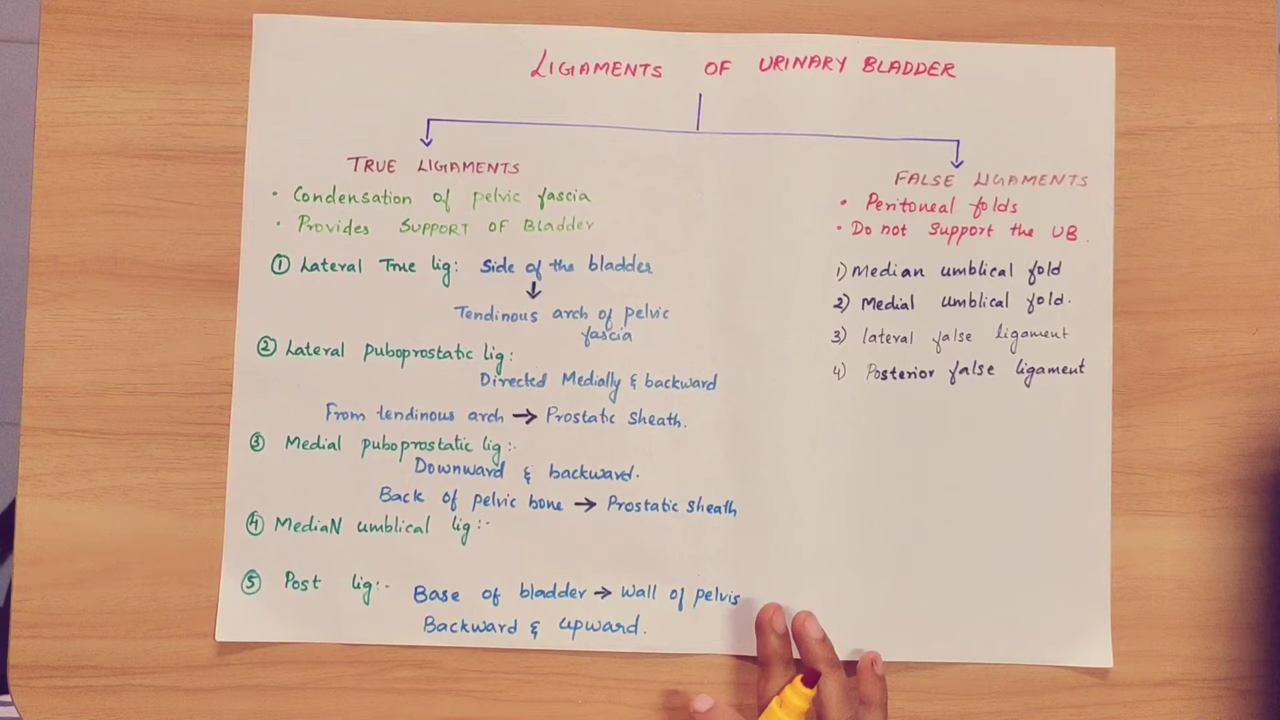 LIGAMENTS OF URINARY BLADDER
TRUE LIGAMENTS
• Condensation of pelvic fascia
• Provides SUPPORT OF Bladder
① Lateral True lig: Side of the bladder
↓
Tendinous arch of pelvic
fascia
② Lateral puboprostatic lig:
Directed Medially & backward
From tendinous arch → Prostatic Sheath.
③ Medial puboprostatic lig:-
Downward & backward.
Back of pelvic bone → Prostatic Sheath
④ MediaN umblical lig:-
⑤ Post lig:- Base of bladder → Wall of pelvis
Backward & upward.
FALSE LIGAMENTS
• Peritoneal folds
• Do not Support the UB.
1) Median umblical fold
2) Medial umblical fold.
3) lateral false ligament
4) Posterior false ligament